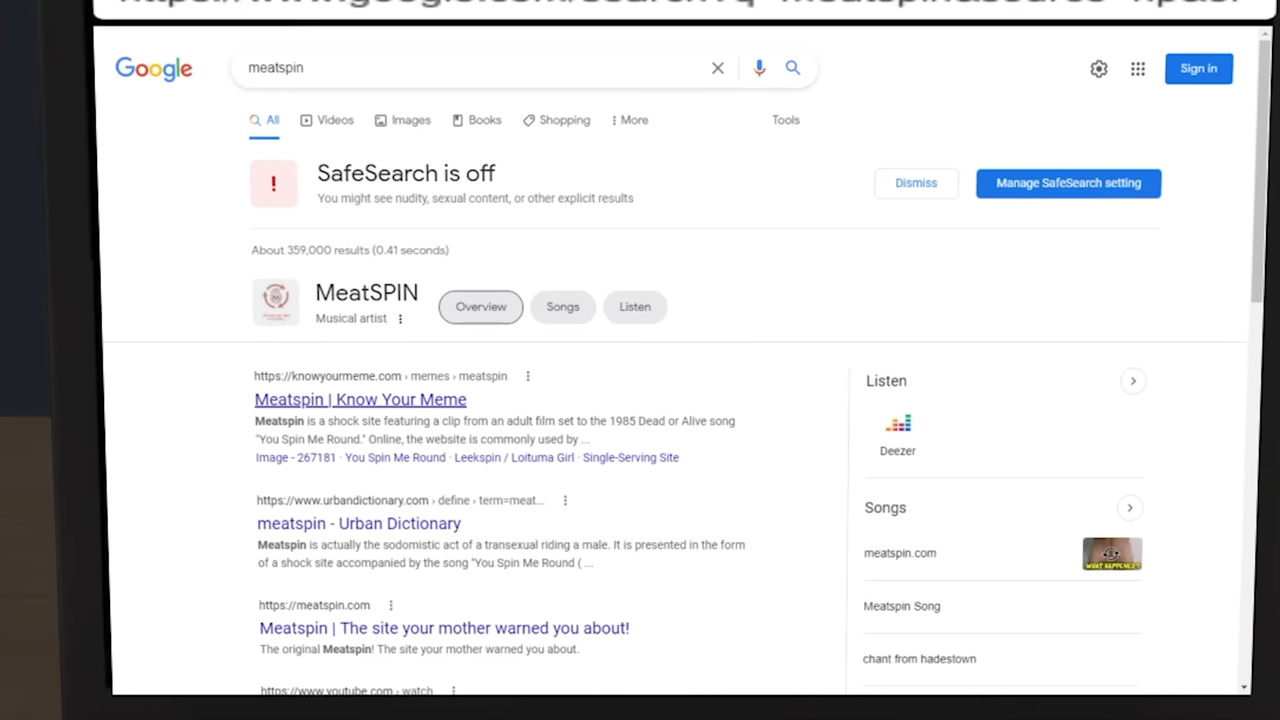 Google
meatspin
Sign in
All
Videos
Images
Books
Shopping
More
Tools
SafeSearch is off
You might see nudity, sexual content, or other explicit results
Dismiss
Manage SafeSearch setting
About 359,000 results (0.41 seconds)
MeatSPIN
Musical artist
Overview
Songs
Listen
https://knowyourmeme.com › memes › meatspin
Meatspin | Know Your Meme
Meatspin is a shock site featuring a clip from an adult film set to the 1985 Dead or Alive song
"You Spin Me Round." Online, the website is commonly used by ...
Image - 267181 · You Spin Me Round · Leekspin / Loituma Girl · Single-Serving Site
https://www.urbandictionary.com › define › term=meat...
meatspin - Urban Dictionary
Meatspin is actually the sodomistic act of a transexual riding a male. It is presented in the form
of a shock site accompanied by the song "You Spin Me Round ( ...
https://meatspin.com
Meatspin | The site your mother warned you about!
The original Meatspin! The site your mother warned you about.
https://www.youtube.com › watch
Listen
Deezer
Songs
meatspin.com
WHAT HAPPENED?
Meatspin Song
chant from hadestown